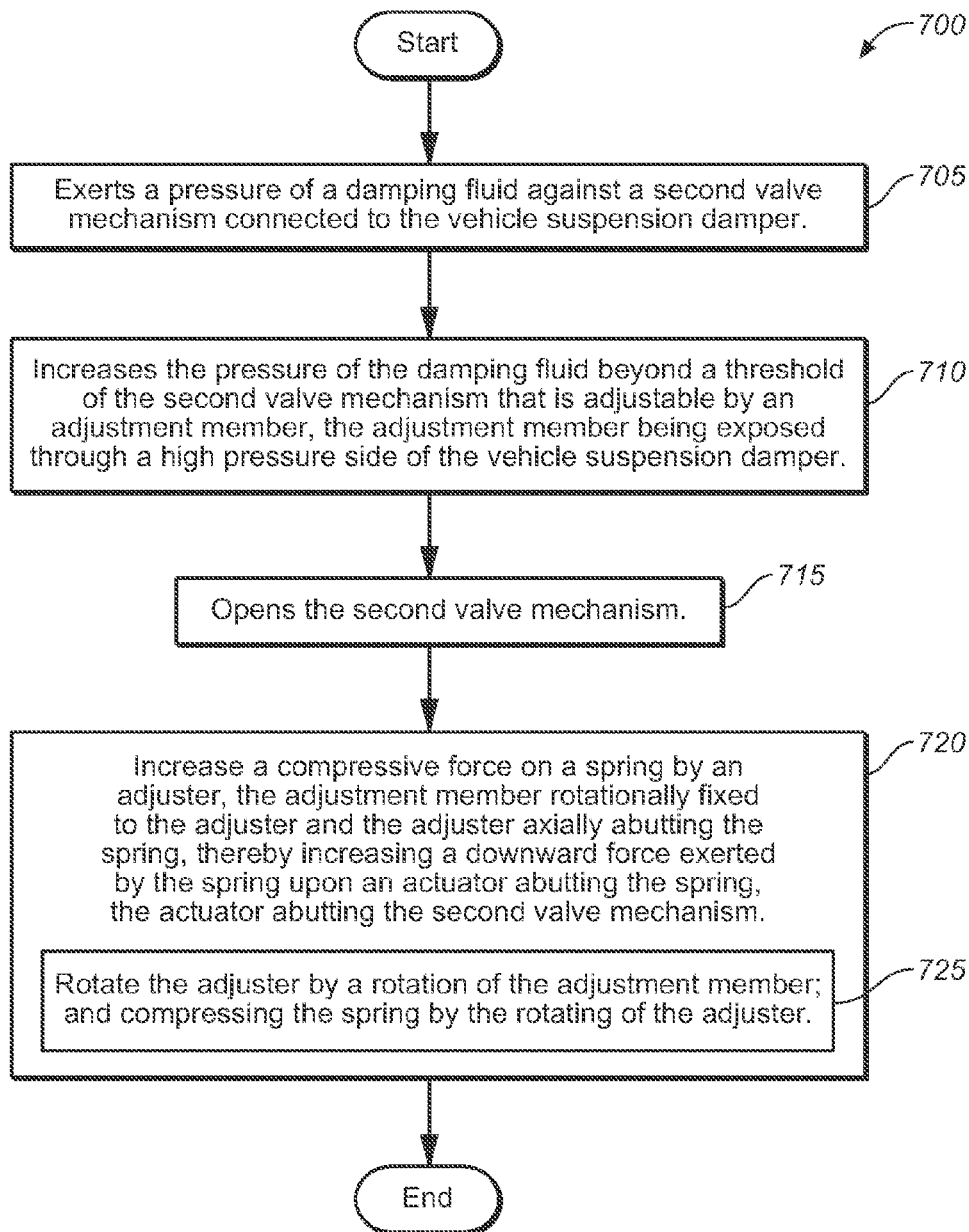 Start
700
Exerts a pressure of a damping fluid against a second valve
mechanism connected to the vehicle suspension damper.
705
Increases the pressure of the damping fluid beyond a threshold
of the second valve mechanism that is adjustable by an
adjustment member, the adjustment member being exposed
through a high pressure side of the vehicle suspension damper.
710
Opens the second valve mechanism.
715
Increase a compressive force on a spring by an
adjuster, the adjustment member rotationally fixed
to the adjuster and the adjuster axially abutting the
spring, thereby increasing a downward force exerted
by the spring upon an actuator abutting the spring,
the actuator abutting the second valve mechanism.
720
Rotate the adjuster by a rotation of the adjustment member;
and compressing the spring by the rotating of the adjuster.
725
End